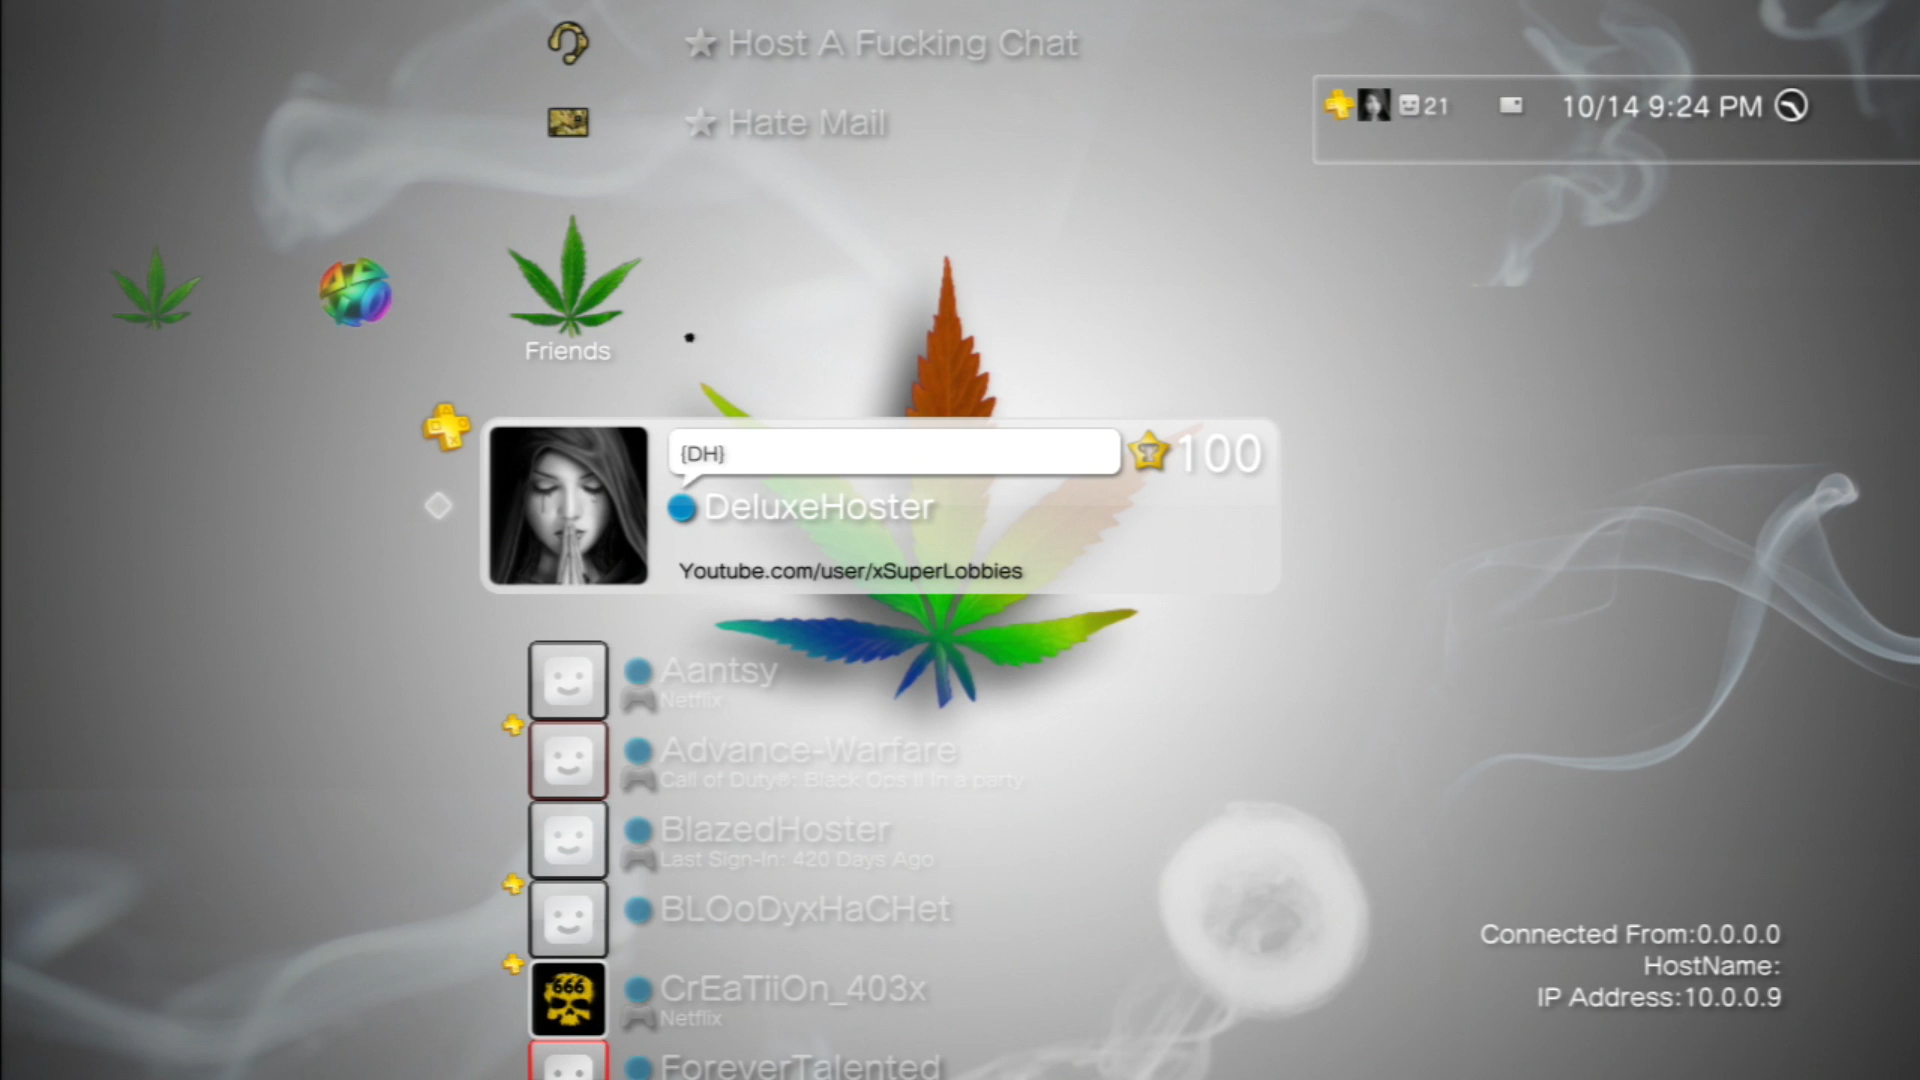 ★ Host A Fucking Chat
★ Hate Mail
21
10/14 9:24 PM
Friends
{DH}
100
DeluxeHoster
Youtube.com/user/xSuperLobbies
Aantsy
Netflix
Advance-Warfare
Call of Duty®: Black Ops II In a party
BlazedHoster
Last Sign-In: 420 Days Ago
BLOoDyxHaCHet
666
CrEaTiiOn_403x
Netflix
ForeverTalented
Connected From:0.0.0.0
HostName:
IP Address:10.0.0.9